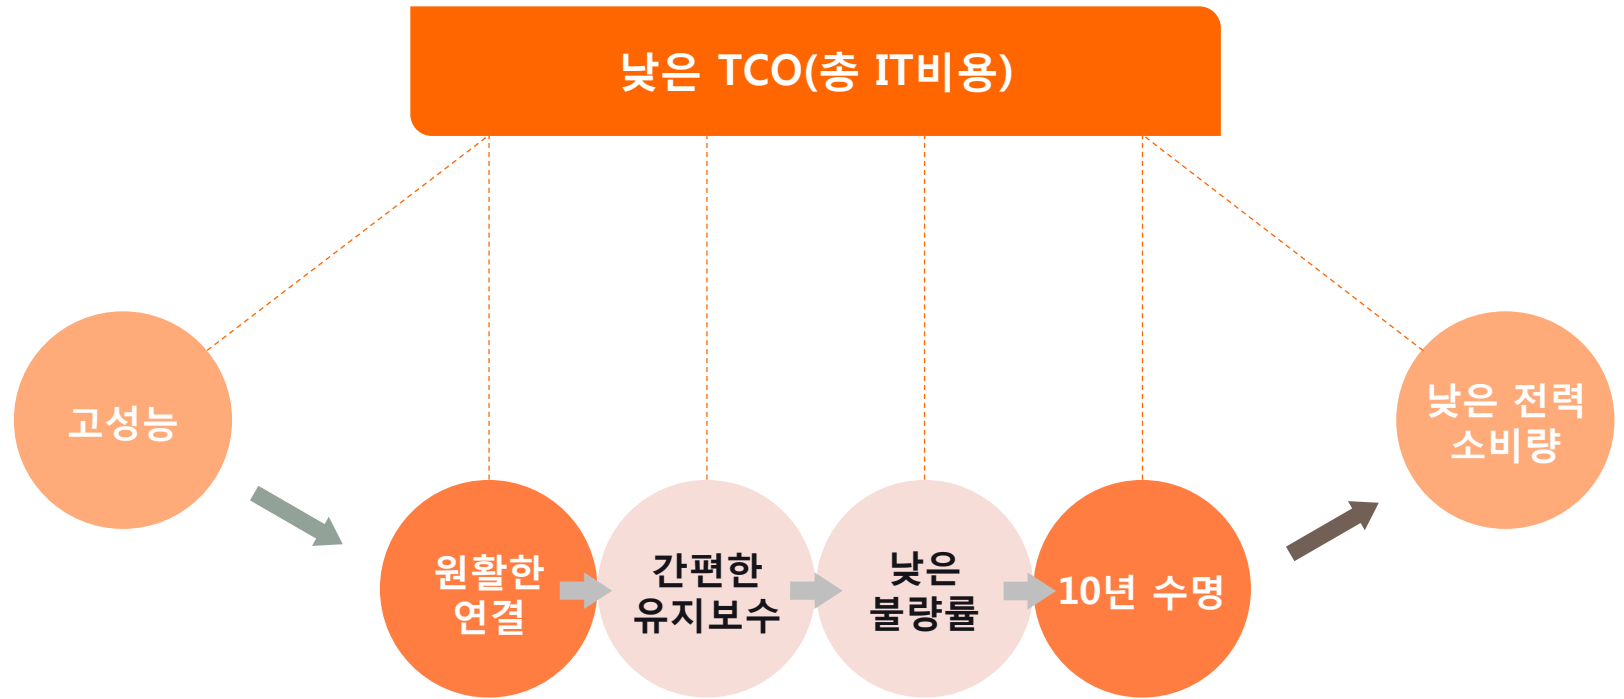 낮은 TCO(총 IT비용)
고성능
원활한
연결
간편한
유지보수
낮은
불량률
10년 수명
낮은 전력
소비량